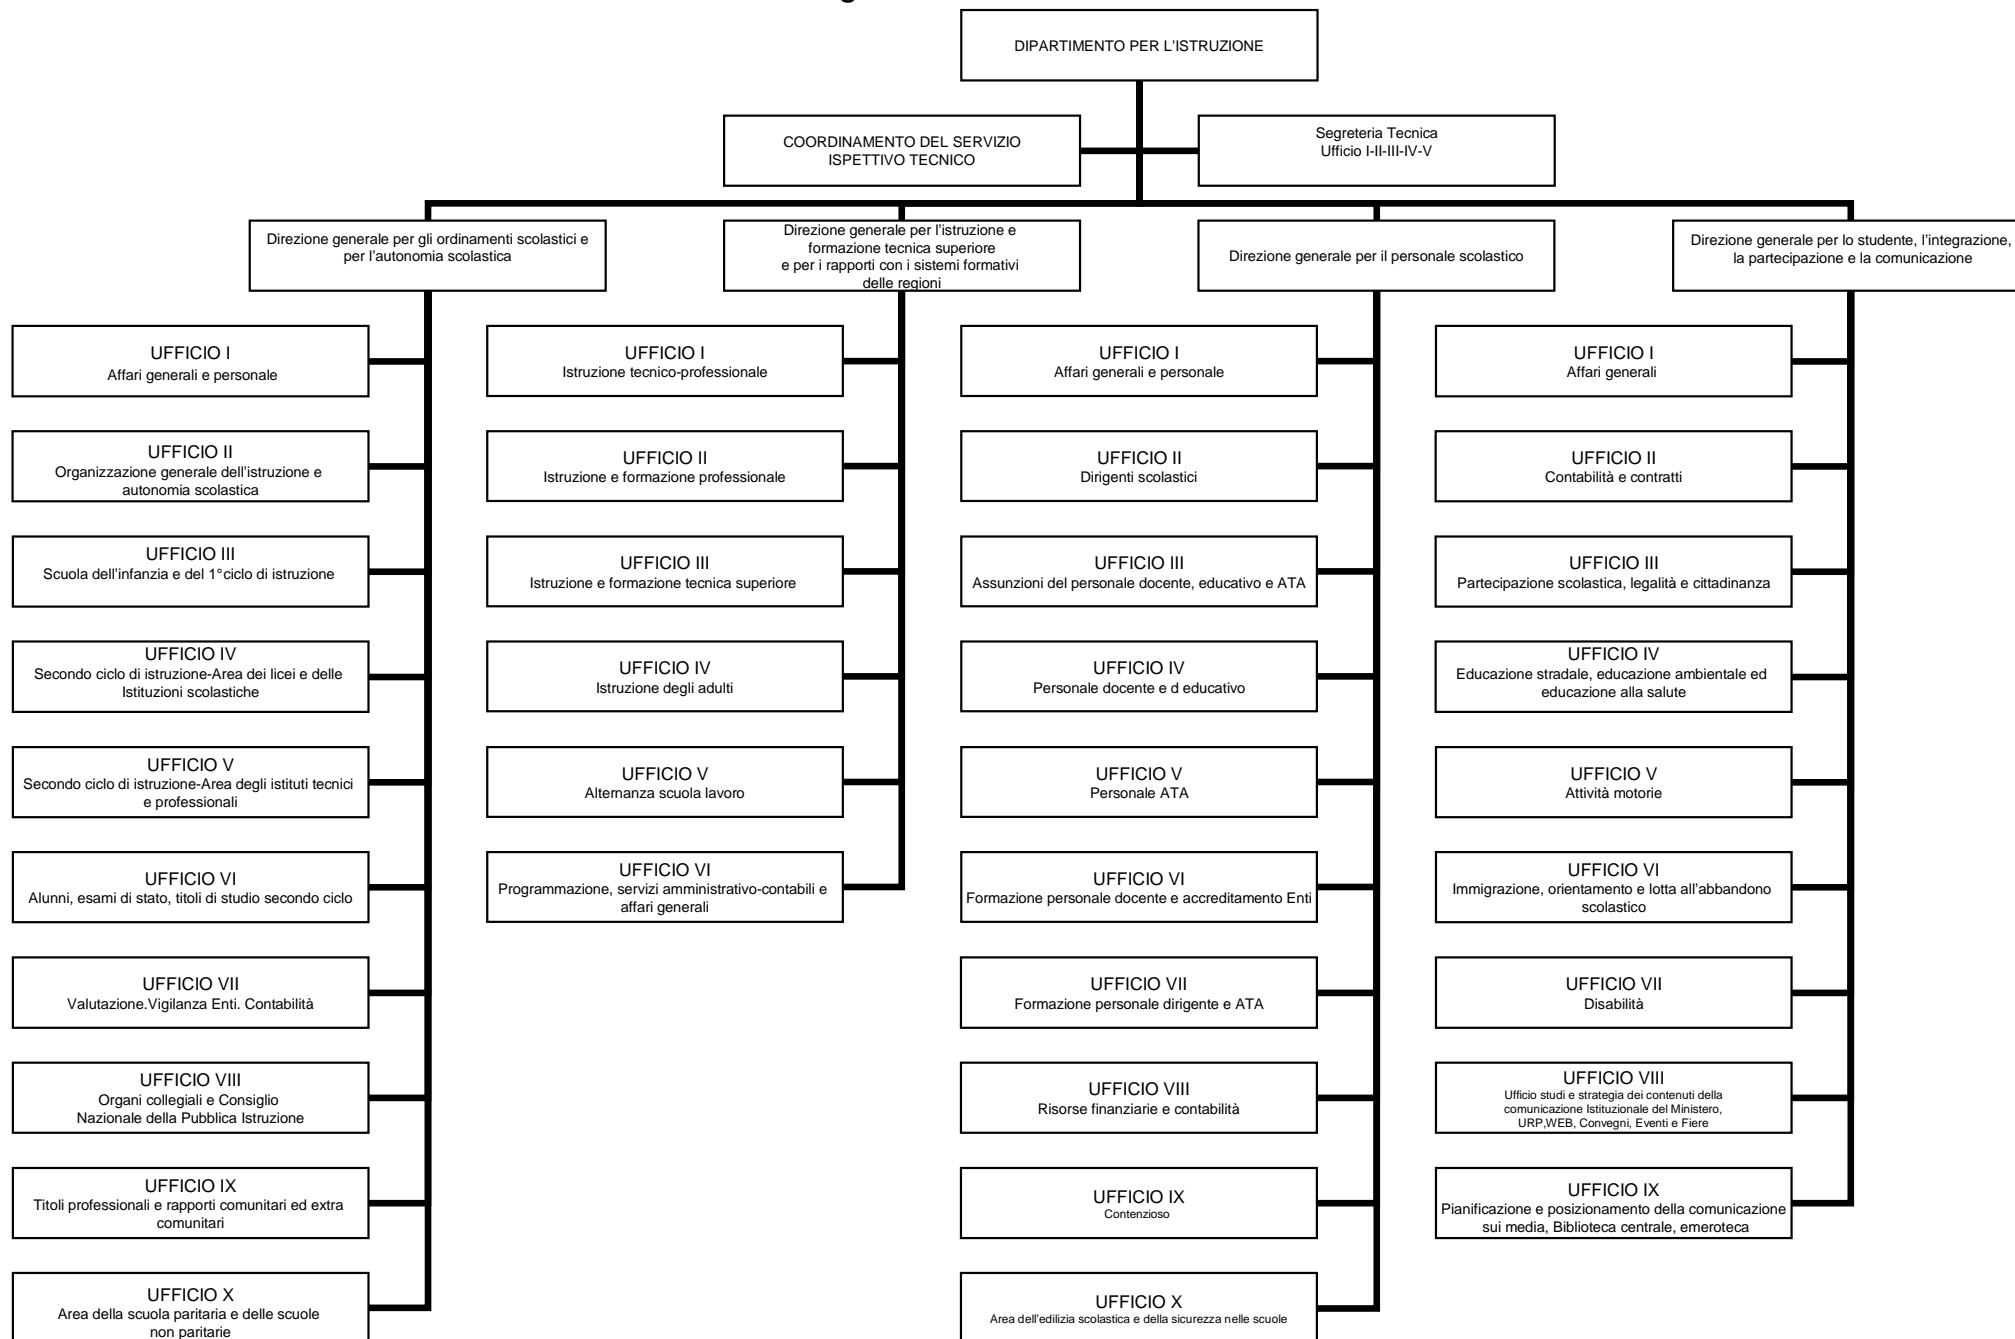 DIPARTIMENTO PER L'ISTRUZIONE
COORDINAMENTO DEL SERVIZIO
ISPETTIVO TECNICO
Segreteria Tecnica
Ufficio I-II-III-IV-V
Direzione generale per gli ordinamenti scolastici e
per l'autonomia scolastica
Direzione generale per l'istruzione e
formazione tecnica superiore
e per i rapporti con i sistemi formativi
delle regioni
Direzione generale per il personale scolastico
Direzione generale per lo studente, l'integrazione,
la partecipazione e la comunicazione
UFFICIO I
Affari generali e personale
UFFICIO II
Organizzazione generale dell'istruzione e
autonomia scolastica
UFFICIO III
Scuola dell'infanzia e del 1°ciclo di istruzione
UFFICIO IV
Secondo ciclo di istruzione-Area dei licei e delle
Istituzioni scolastiche
UFFICIO V
Secondo ciclo di istruzione-Area degli istituti tecnici
e professionali
UFFICIO VI
Alunni, esami di stato, titoli di studio secondo ciclo
UFFICIO VII
Valutazione.Vigilanza Enti. Contabilità
UFFICIO VIII
Organi collegiali e Consiglio
Nazionale della Pubblica Istruzione
UFFICIO IX
Titoli professionali e rapporti comunitari ed extra
comunitari
UFFICIO X
Area della scuola paritaria e delle scuole
non paritarie
UFFICIO I
Istruzione tecnico-professionale
UFFICIO II
Istruzione e formazione professionale
UFFICIO III
Istruzione e formazione tecnica superiore
UFFICIO IV
Istruzione degli adulti
UFFICIO V
Alternanza scuola lavoro
UFFICIO VI
Programmazione, servizi amministrativo-contabili e
affari generali
UFFICIO I
Affari generali e personale
UFFICIO II
Dirigenti scolastici
UFFICIO III
Assunzioni del personale docente, educativo e ATA
UFFICIO IV
Personale docente e d educativo
UFFICIO V
Personale ATA
UFFICIO VI
Formazione personale docente e accreditamento Enti
UFFICIO VII
Formazione personale dirigente e ATA
UFFICIO VIII
Risorse finanziarie e contabilità
UFFICIO IX
Contenzioso
UFFICIO X
Area dell'edilizia scolastica e della sicurezza nelle scuole
UFFICIO I
Affari generali
UFFICIO II
Contabilità e contratti
UFFICIO III
Partecipazione scolastica, legalità e cittadinanza
UFFICIO IV
Educazione stradale, educazione ambientale ed
educazione alla salute
UFFICIO V
Attività motorie
UFFICIO VI
Immigrazione, orientamento e lotta all'abbandono
scolastico
UFFICIO VII
Disabilità
UFFICIO VIII
Ufficio studi e strategia dei contenuti della
comunicazione Istituzionale del Ministero,
URP,WEB, Convegni, Eventi e Fiere
UFFICIO IX
Pianificazione e posizionamento della comunicazione
sui media, Biblioteca centrale, emeroteca